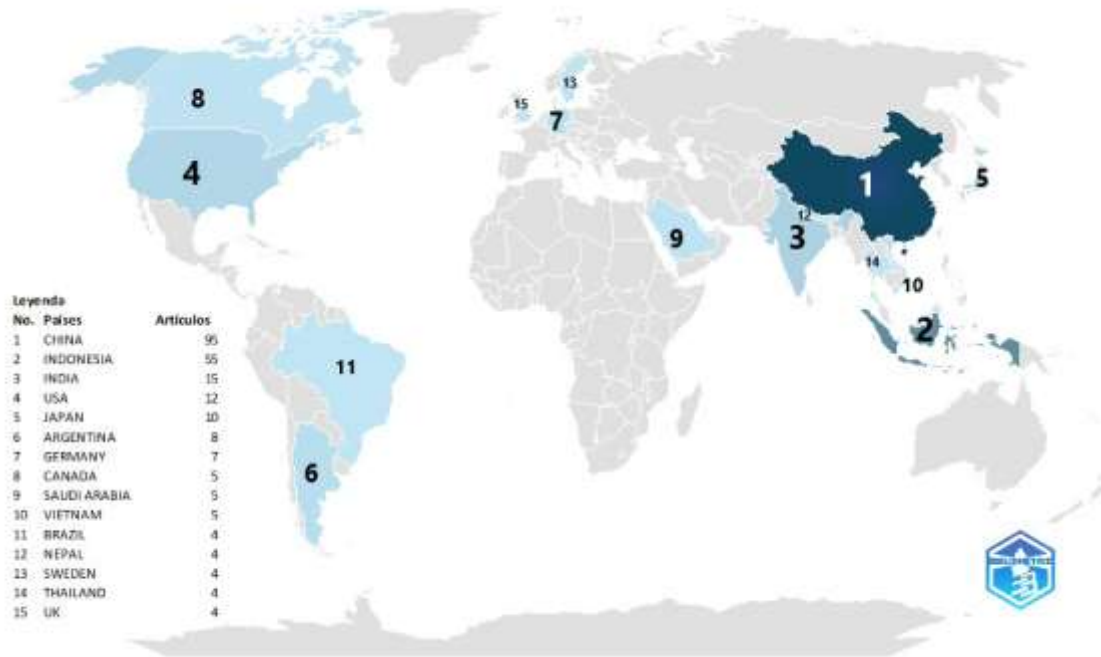 8
13
15
7
4
1
5
12
3
9
14
10
2
11
6
Leyenda
No. Países Artículos
1 CHINA 95
2 INDONESIA 55
3 INDIA 15
4 USA 12
5 JAPAN 10
6 ARGENTINA 8
7 GERMANY 7
8 CANADA 5
9 SAUDI ARABIA 5
10 VIETNAM 5
11 BRAZIL 4
12 NEPAL 4
13 SWEDEN 4
14 THAILAND 4
15 UK 4